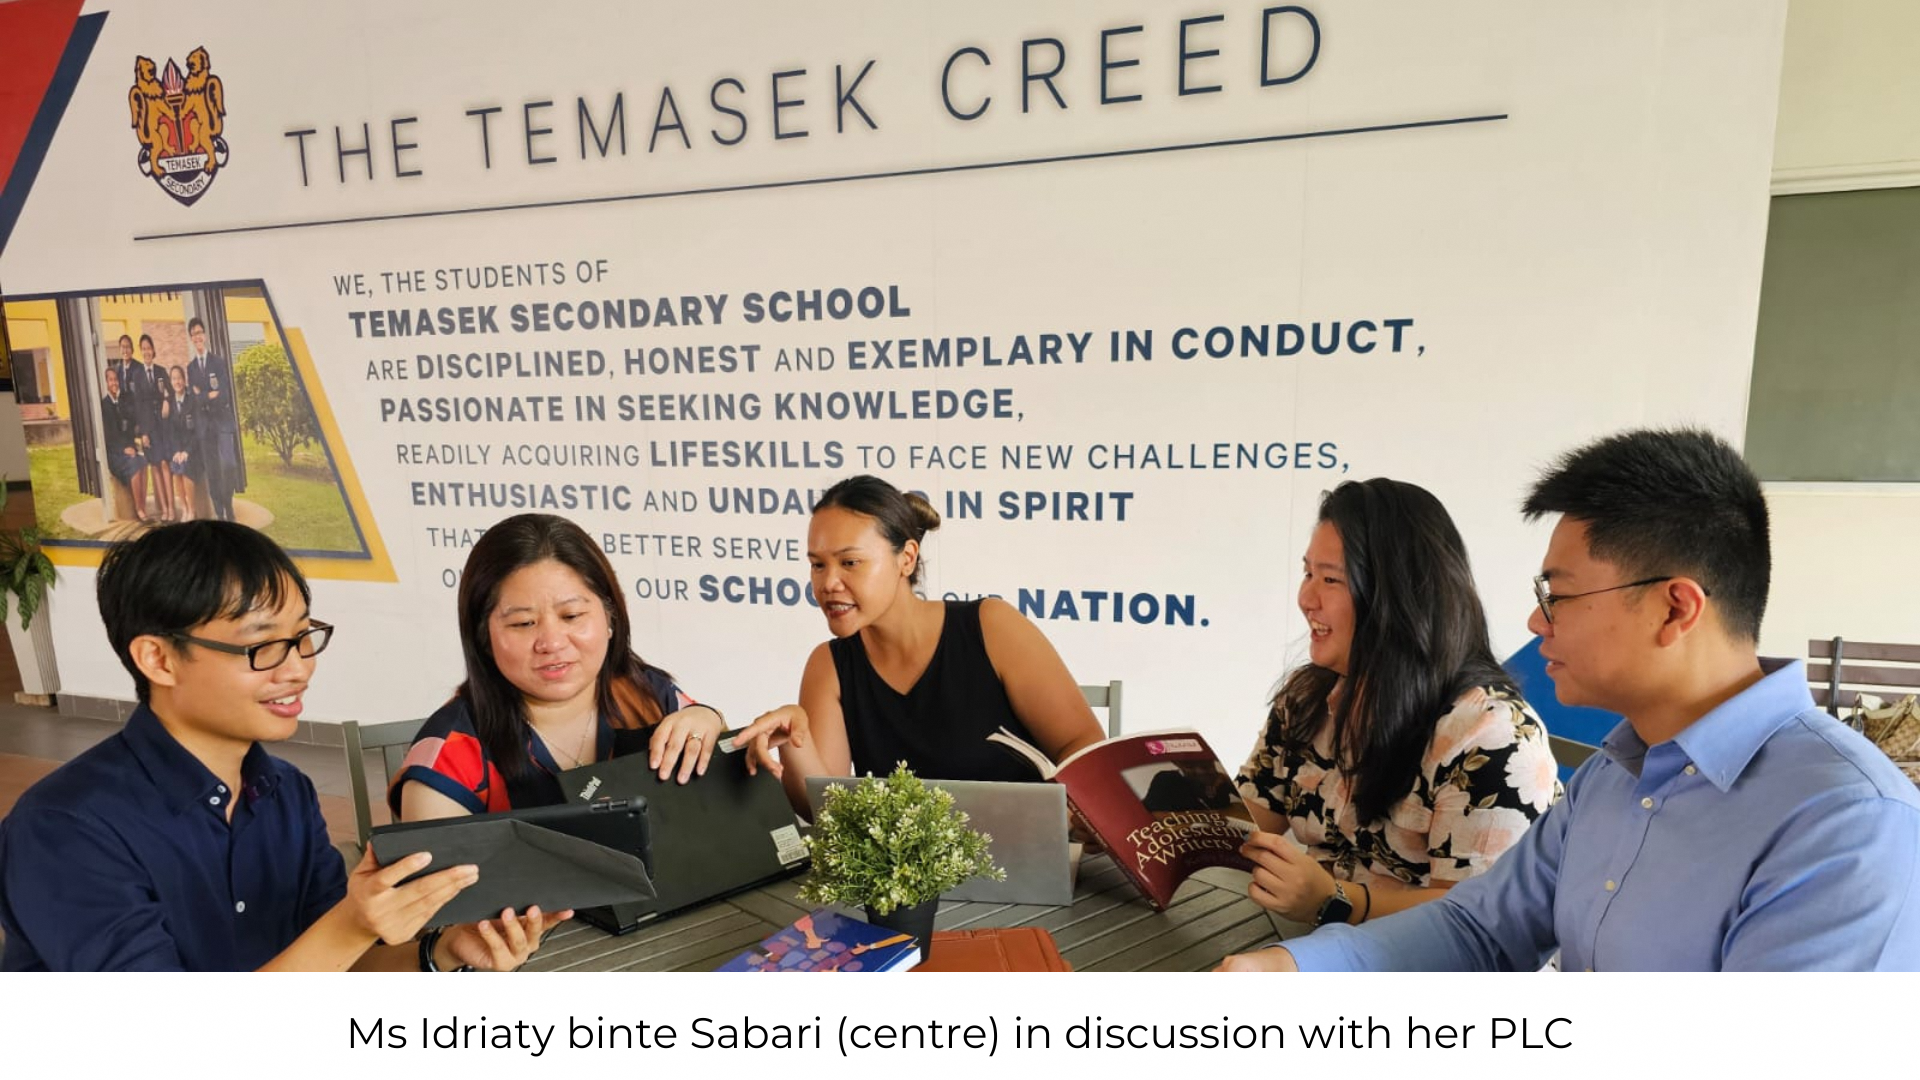 THE TEMASEK CREED
TEMASEK
SECONDARY
WE, THE STUDENTS OF
TEMASEK SECONDARY SCHOOL
ARE DISCIPLINED, HONEST AND EXEMPLARY IN CONDUCT,
PASSIONATE IN SEEKING KNOWLEDGE,
READILY ACQUIRING LIFESKILLS TO FACE NEW CHALLENGES,
ENTHUSIASTIC AND IN SPIRIT
BETTER SERVE
OUR OUR NATION.
ThinkPad
Teaching
Adolescent
Writers
Ms Idriaty binte Sabari (centre) in discussion with her PLC